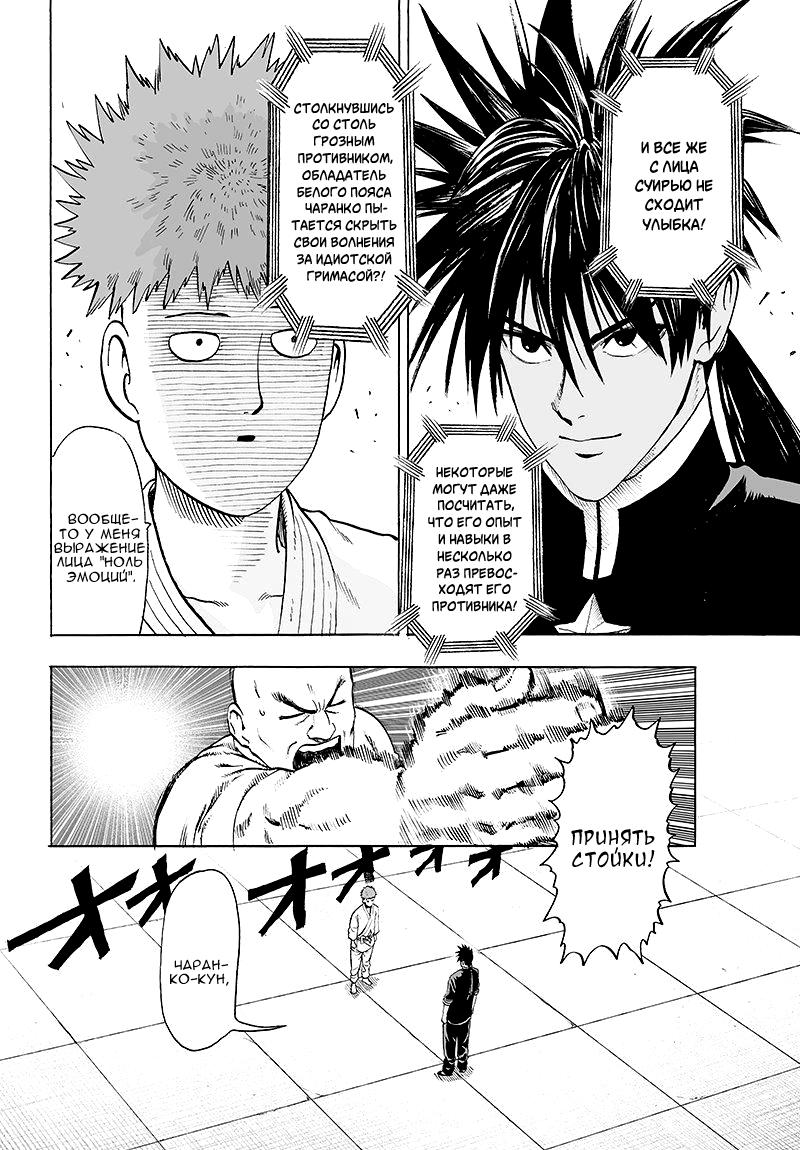 И ВСЕ ЖЕ
С ЛИЦА
СУИРЬЮ НЕ
СХОДИТ
УЛЫБКА!
НЕКОТОРЫЕ
МОГУТ ДАЖЕ
ПОСЧИТАТЬ,
ЧТО ЕГО ОПЫТ
И НАВЫКИ В
НЕСКОЛЬКО
РАЗ ПРЕВОС-
ХОДЯТ ЕГО
ПРОТИВНИКА!
СТОЛКНУВШИСЬ
СО СТОЛЬ
ГРОЗНЫМ
ПРОТИВНИКОМ,
ОБЛАДАТЕЛЬ
БЕЛОГО ПОЯСА
ЧАРАНКО ПЫ-
ТАЕТСЯ СКРЫТЬ
СВОИ ВОЛНЕНИЯ
ЗА ИДИОТСКОЙ
ГРИМАСОЙ?!
ВООБЩЕ-
ТО У МЕНЯ
ВЫРАЖЕНИЕ
ЛИЦА "НОЛЬ
ЭМОЦИЙ".
ПРИНЯТЬ
СТОЙКИ!
オオオオオ
ЧАРАН-
КО-КУН,